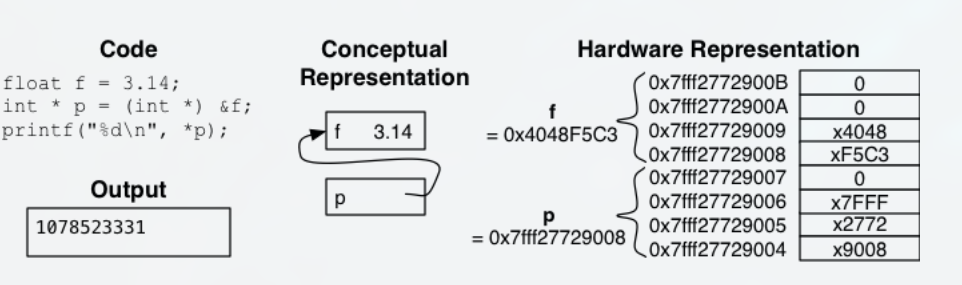 Code
float f = 3.14;
int * p = (int *) &f;
printf("%d\n", *p);
Output
1078523331
Conceptual
Representation
f 3.14
p
Hardware Representation
f
= 0x4048F5C3
0x7fff2772900B 0
0x7fff2772900A 0
0x7fff27729009 x4048
0x7fff27729008 xF5C3
p
= 0x7fff27729008
0x7fff27729007 0
0x7fff27729006 x7FFF
0x7fff27729005 x2772
0x7fff27729004 x9008